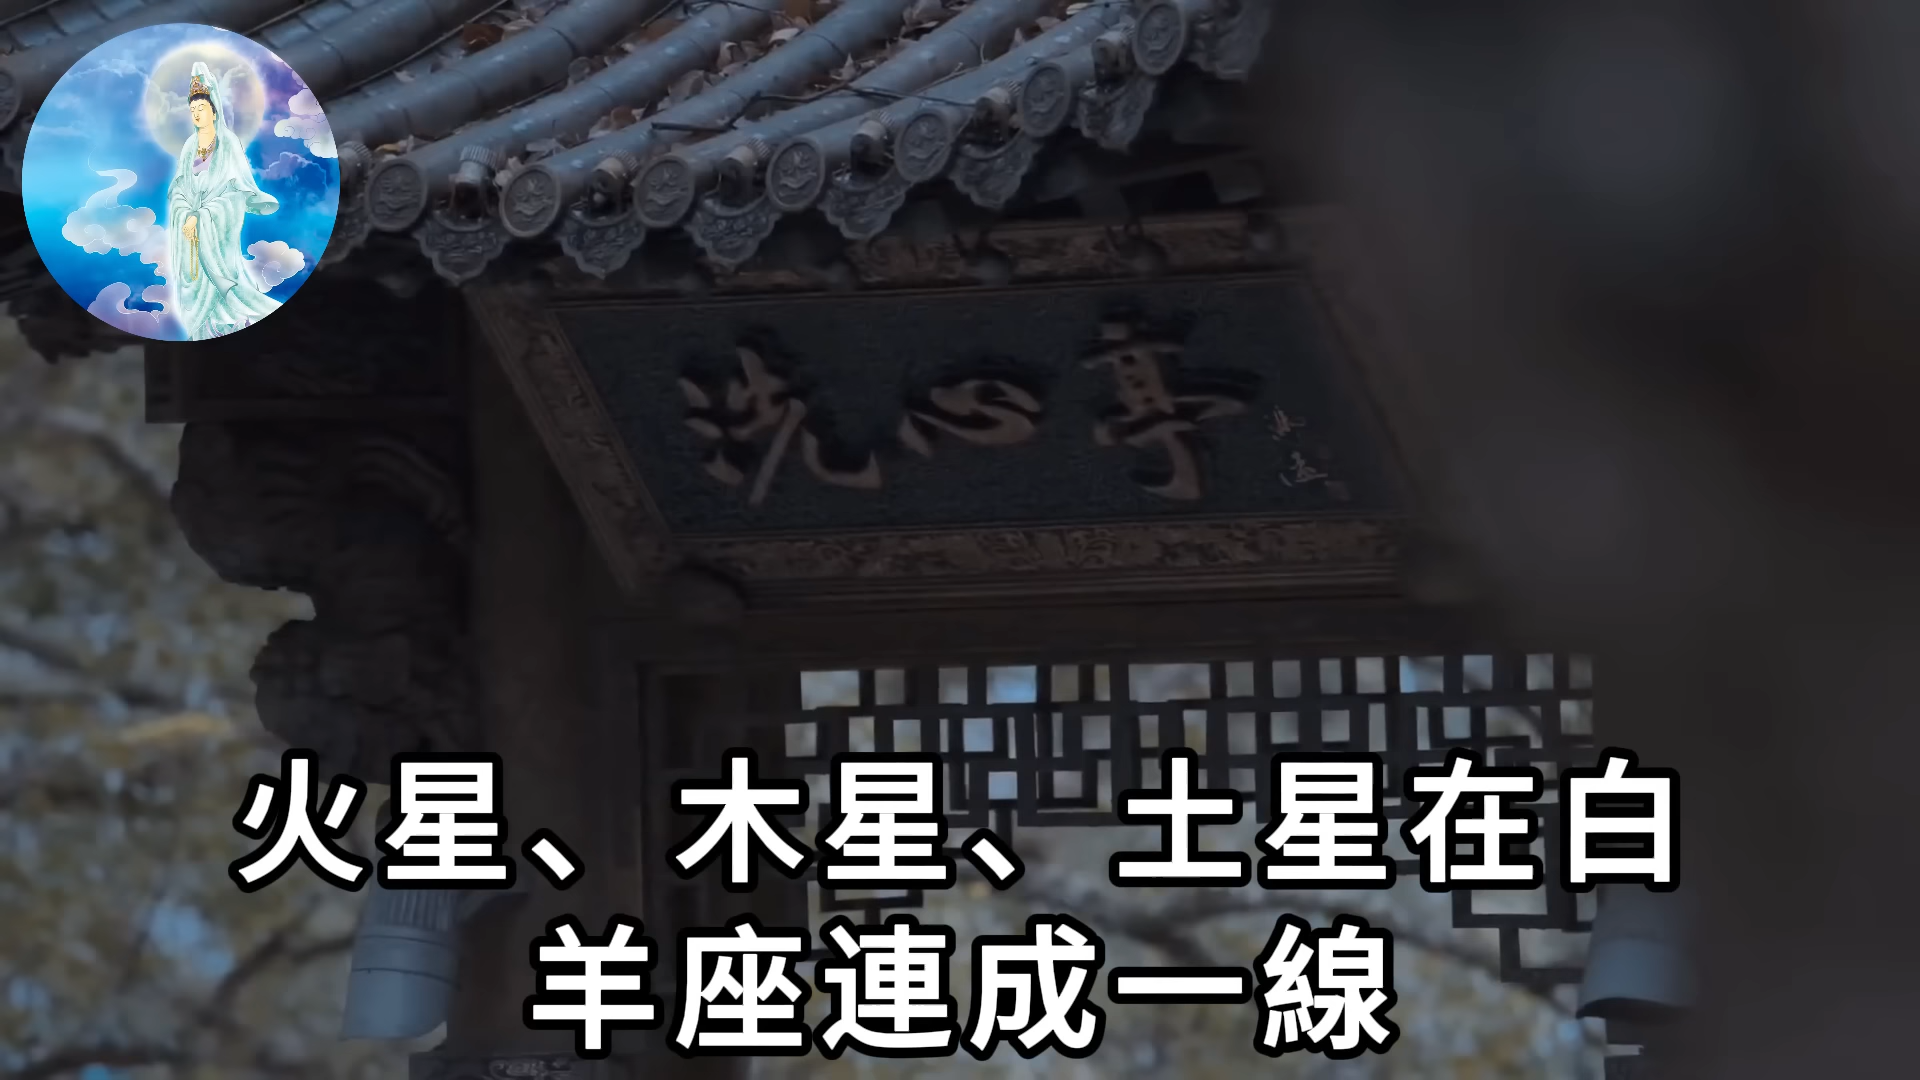 洗心亭
火星、木星、土星在白
羊座連成一線